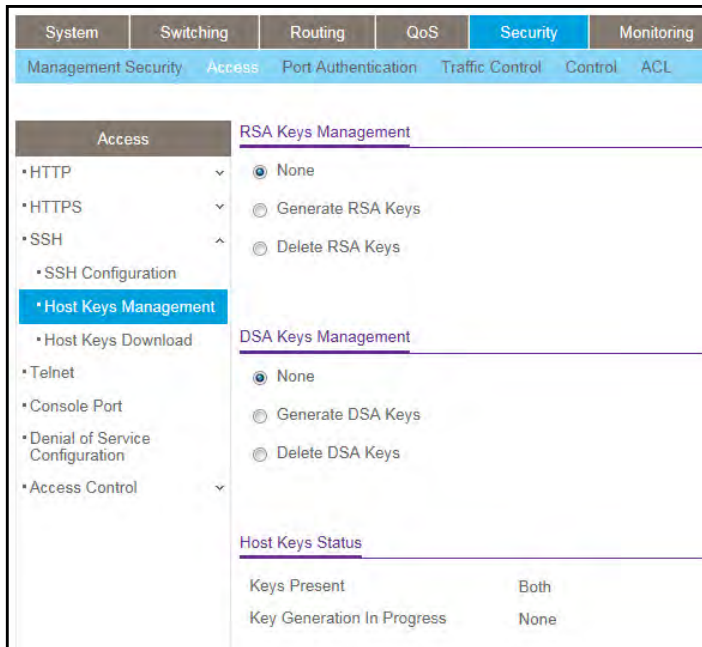 System Switching Routing QoS Security Monitoring
Management Security Access Port Authentication Traffic Control Control ACL
Access
HTTP
HTTPS
SSH
SSH Configuration
Host Keys Management
Host Keys Download
Telnet
Console Port
Denial of Service
Configuration
Access Control
RSA Keys Management
None
Generate RSA Keys
Delete RSA Keys
DSA Keys Management
None
Generate DSA Keys
Delete DSA Keys
Host Keys Status
Keys Present Both
Key Generation In Progress None